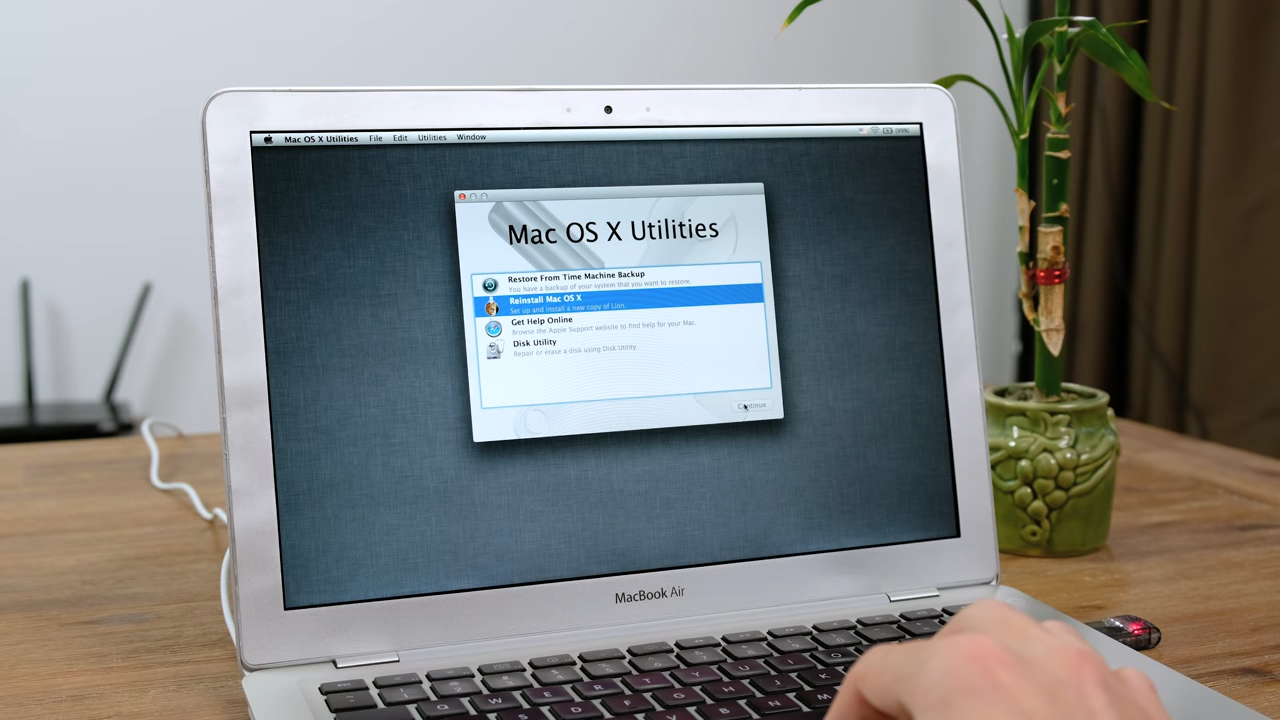 Mac OS X Utilities File Edit Utilities Window
Mac OS X Utilities
Restore From Time Machine Backup
You have a backup of your system that you want to restore.
Reinstall Mac OS X
Set up and install a new copy of Lion.
Get Help Online
Browse the Apple Support website to find help for your Mac.
Disk Utility
Repair or erase a disk using Disk Utility.
Continue
MacBook Air
Q W E R T Y U I
S D F G H J K L
V B N M